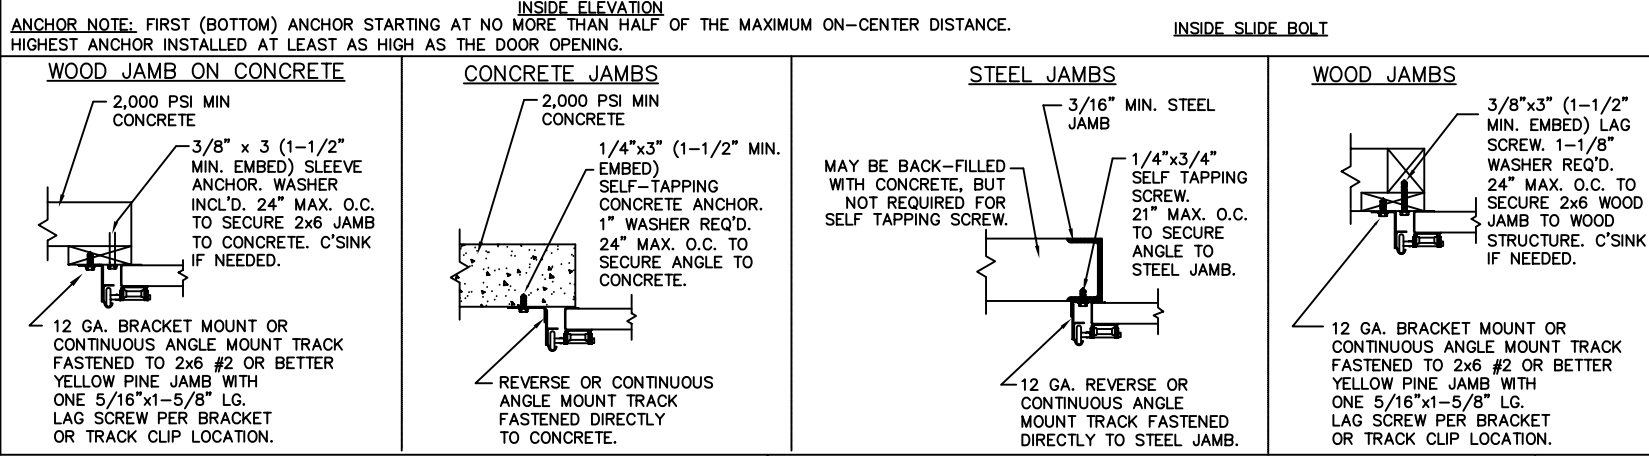 INSIDE ELEVATION
ANCHOR NOTE: FIRST (BOTTOM) ANCHOR STARTING AT NO MORE THAN HALF OF THE MAXIMUM ON-CENTER DISTANCE.
HIGHEST ANCHOR INSTALLED AT LEAST AS HIGH AS THE DOOR OPENING.
INSIDE SLIDE BOLT
WOOD JAMB ON CONCRETE
2,000 PSI MIN
CONCRETE
3/8" x 3 (1-1/2"
MIN. EMBED) SLEEVE
ANCHOR. WASHER
INCL'D. 24" MAX. O.C.
TO SECURE 2x6 JAMB
TO CONCRETE. C'SINK
IF NEEDED.
12 GA. BRACKET MOUNT OR
CONTINUOUS ANGLE MOUNT TRACK
FASTENED TO 2x6 #2 OR BETTER
YELLOW PINE JAMB WITH
ONE 5/16"x1-5/8" LG.
LAG SCREW PER BRACKET
OR TRACK CLIP LOCATION.
CONCRETE JAMBS
2,000 PSI MIN
CONCRETE
1/4"x3" (1-1/2" MIN.
EMBED)
SELF-TAPPING
CONCRETE ANCHOR.
1" WASHER REQ'D.
24" MAX. O.C. TO
SECURE ANGLE TO
CONCRETE.
REVERSE OR CONTINUOUS
ANGLE MOUNT TRACK
FASTENED DIRECTLY
TO CONCRETE.
STEEL JAMBS
3/16" MIN. STEEL
JAMB
MAY BE BACK-FILLED
WITH CONCRETE, BUT
NOT REQUIRED FOR
SELF TAPPING SCREW.
1/4"x3/4"
SELF TAPPING
SCREW.
21" MAX. O.C.
TO SECURE
ANGLE TO
STEEL JAMB.
12 GA. REVERSE OR
CONTINUOUS ANGLE
MOUNT TRACK FASTENED
DIRECTLY TO STEEL JAMB.
WOOD JAMBS
3/8"x3" (1-1/2"
MIN. EMBED) LAG
SCREW. 1-1/8"
WASHER REQ'D.
24" MAX. O.C. TO
SECURE 2x6 WOOD
JAMB TO WOOD
STRUCTURE. C'SINK
IF NEEDED.
12 GA. BRACKET MOUNT OR
CONTINUOUS ANGLE MOUNT TRACK
FASTENED TO 2x6 #2 OR BETTER
YELLOW PINE JAMB WITH
ONE 5/16"x1-5/8" LG.
LAG SCREW PER BRACKET
OR TRACK CLIP LOCATION.